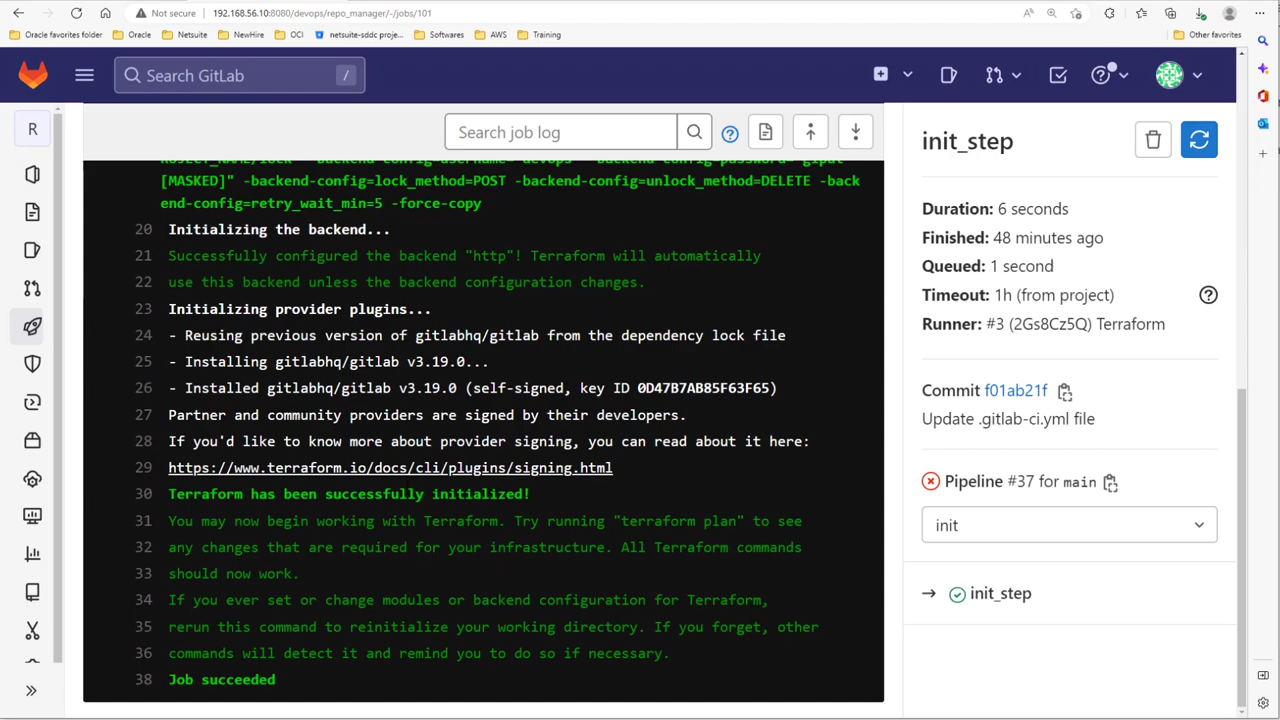 Not secure
192.168.56.10:8080/devops/repo_manager/-/jobs/101
Oracle favorites folder
Oracle
Netsuite
NewHire
OCI
netsuite-sddc proje...
Softwares
AWS
Training
Other favorites
Search GitLab
/
R
Search job log
[MASKED]" -backend-config=lock_method=POST -backend-config=unlock_method=DELETE -back
end-config=retry_wait_min=5 -force-copy
20 Initializing the backend...
21 Successfully configured the backend "http"! Terraform will automatically
22 use this backend unless the backend configuration changes.
23 Initializing provider plugins...
24 - Reusing previous version of gitlabhq/gitlab from the dependency lock file
25 - Installing gitlabhq/gitlab v3.19.0...
26 - Installed gitlabhq/gitlab v3.19.0 (self-signed, key ID 0D47B7AB85F63F65)
27 Partner and community providers are signed by their developers.
28 If you'd like to know more about provider signing, you can read about it here:
29 https://www.terraform.io/docs/cli/plugins/signing.html
30 Terraform has been successfully initialized!
31 You may now begin working with Terraform. Try running "terraform plan" to see
32 any changes that are required for your infrastructure. All Terraform commands
33 should now work.
34 If you ever set or change modules or backend configuration for Terraform,
35 rerun this command to reinitialize your working directory. If you forget, other
36 commands will detect it and remind you to do so if necessary.
38 Job succeeded
init_step
Duration: 6 seconds
Finished: 48 minutes ago
Queued: 1 second
Timeout: 1h (from project)
Runner: #3 (2Gs8Cz5Q) Terraform
Commit f01ab21f
Update .gitlab-ci.yml file
Pipeline #37 for main
init
→ init_step